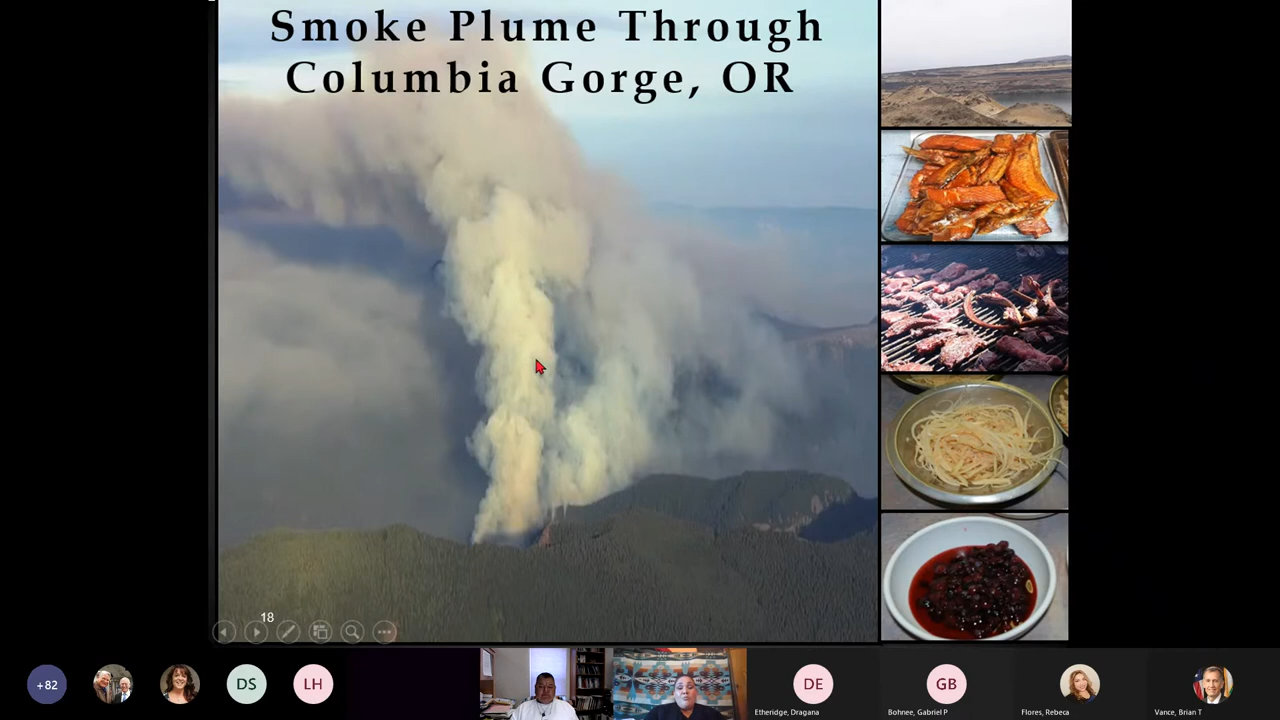 Smoke Plume Through
Columbia Gorge, OR
18
+82
DS
LH
DE
GB
Etheridge, Dragana
Bohnee, Gabriel P
Flores, Rebeca
Vance, Brian T